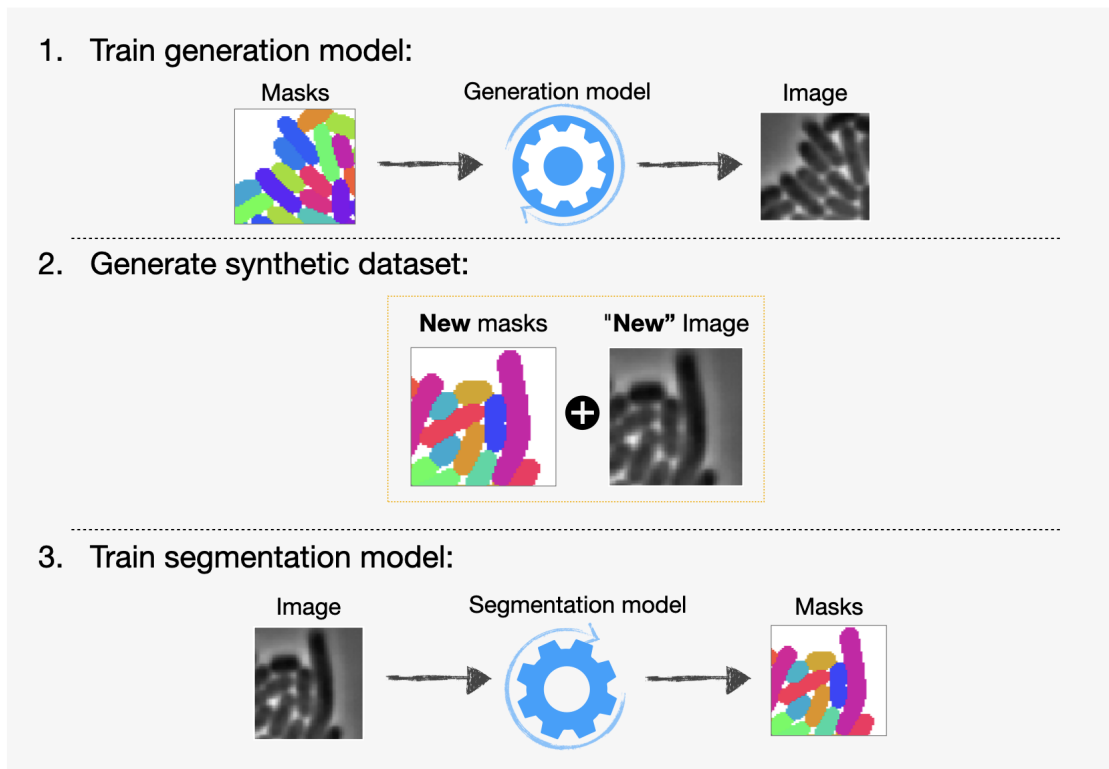 1. Train generation model:
Masks
Generation model
Image
2. Generate synthetic dataset:
New masks
"New” Image
3. Train segmentation model:
Image
Segmentation model
Masks